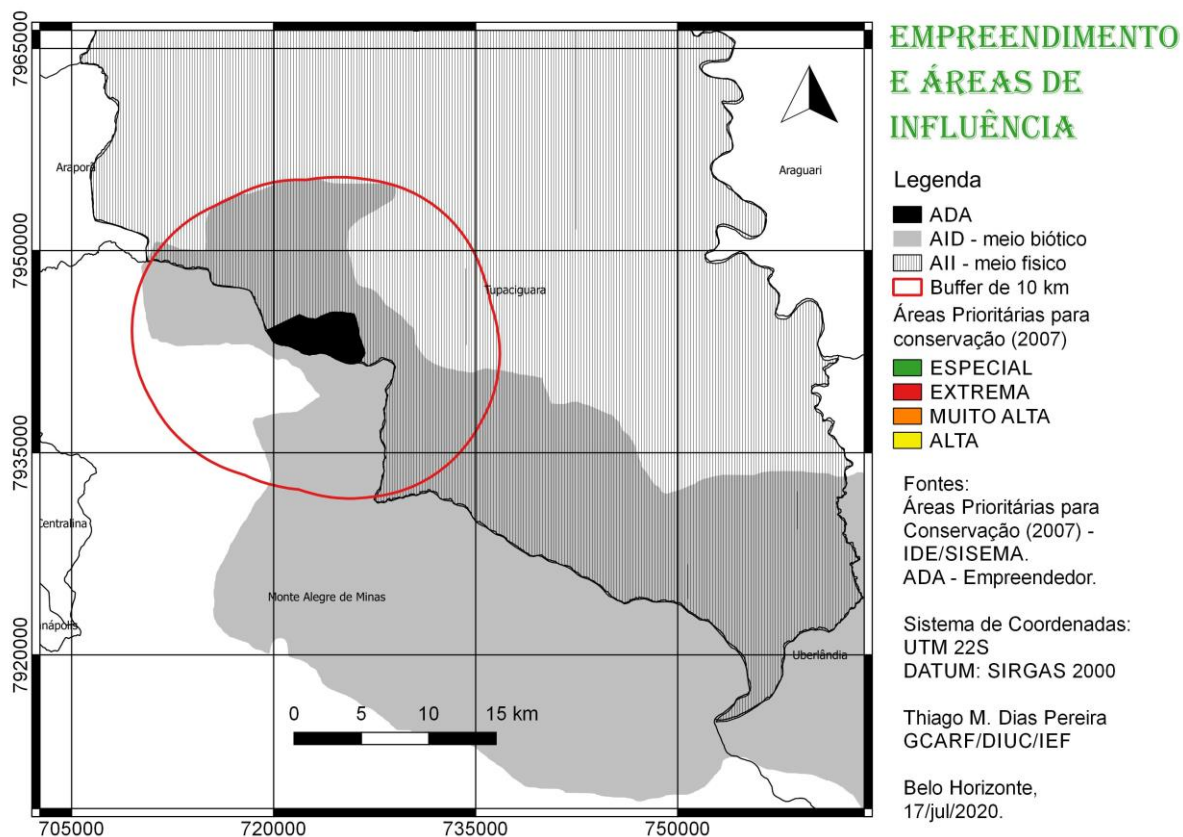 EMPREENDIMENTO
E ÁREAS DE
INFLUÊNCIA
Legenda
ADA
AID - meio biótico
AII - meio físico
Buffer de 10 km
Áreas Prioritárias para
conservação (2007)
ESPECIAL
EXTREMA
MUITO ALTA
ALTA
Fontes:
Áreas Prioritárias para
Conservação (2007) -
IDE/SISEMA.
ADA - Empreendedor.
Sistema de Coordenadas:
UTM 22S
DATUM: SIRGAS 2000
Thiago M. Dias Pereira
GCARF/DIUC/IEF
Belo Horizonte,
17/jul/2020.
7965000
7950000
7935000
7920000
Araporã
Araguari
Tupaciguara
Centralina
Monte Alegre de Minas
nápolis
Uberlândia
0 5 10 15 km
705000 720000 735000 750000